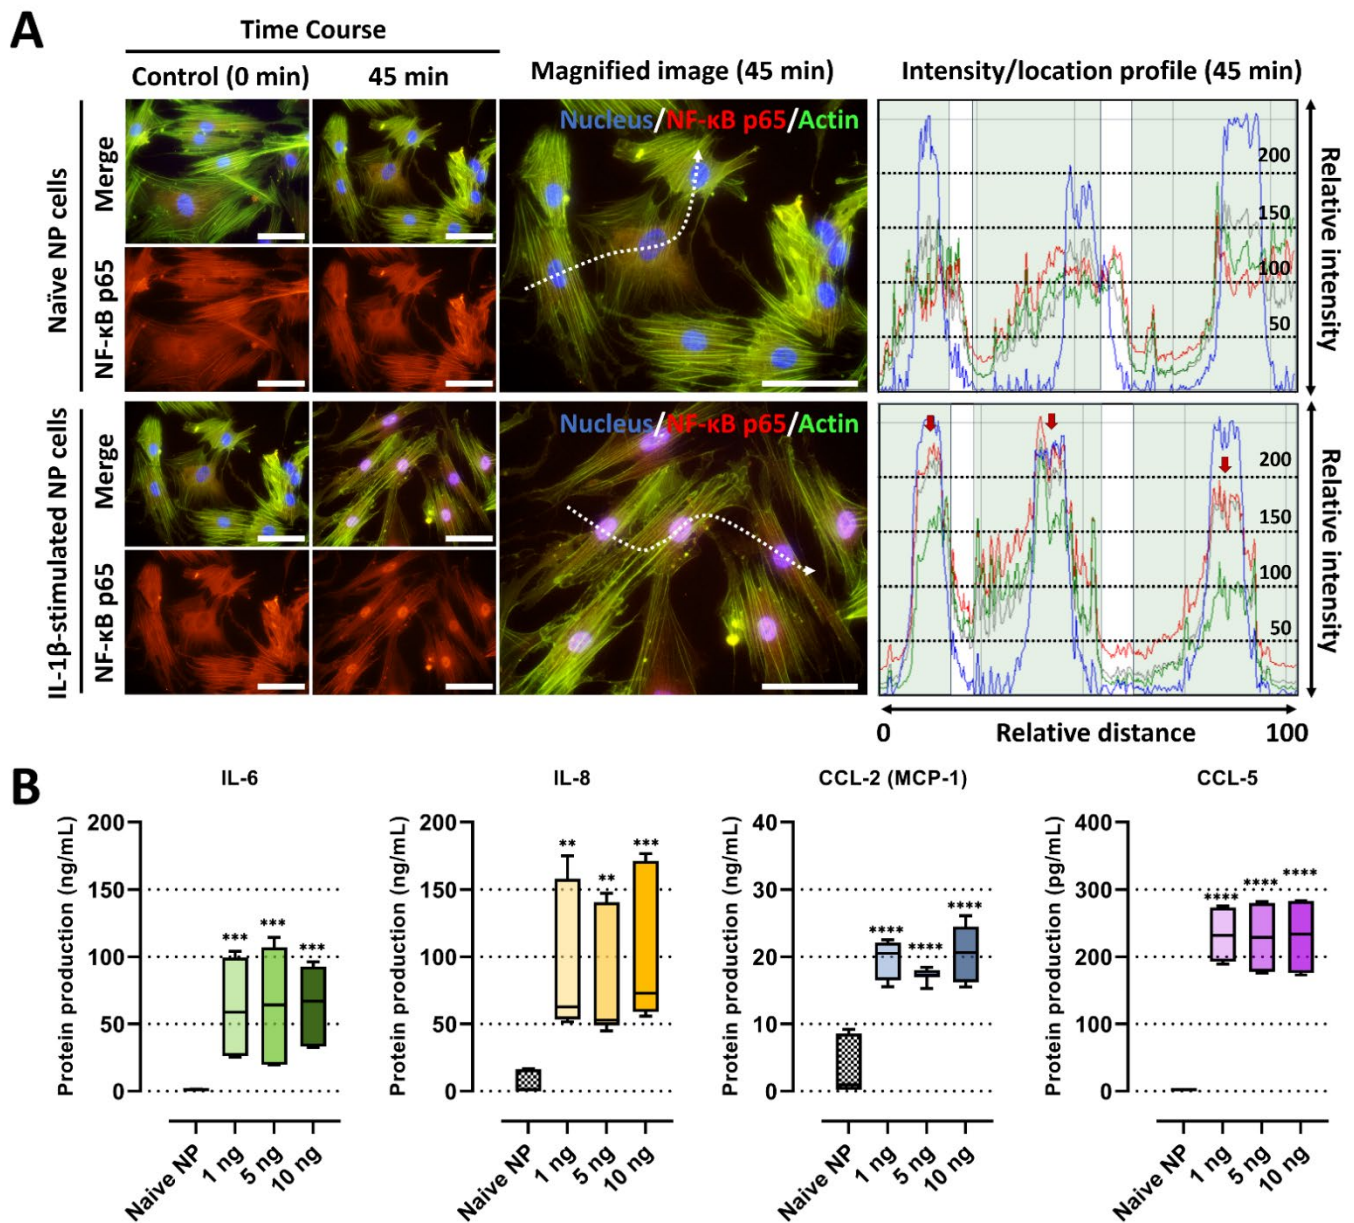 A
Time Course
Control (0 min)
45 min
Magnified image (45 min)
Intensity/location profile (45 min)
Naïve NP cells
Merge
NF-κB p65
Nucleus/NF-κB p65/Actin
200
150
100
50
Relative intensity
IL-1β-stimulated NP cells
Merge
NF-κB p65
Nucleus/NF-κB p65/Actin
200
150
100
50
Relative intensity
0
Relative distance
100
B
IL-6
Protein production (ng/mL)
200
150
100
50
0
***
***
***
Naive NP
1 ng
5 ng
10 ng
IL-8
Protein production (ng/mL)
200
150
100
50
0
**
**
***
Naive NP
1 ng
5 ng
10 ng
CCL-2 (MCP-1)
Protein production (ng/mL)
40
30
20
10
0
****
****
****
Naive NP
1 ng
5 ng
10 ng
CCL-5
Protein production (pg/mL)
400
300
200
100
0
****
****
****
Naive NP
1 ng
5 ng
10 ng